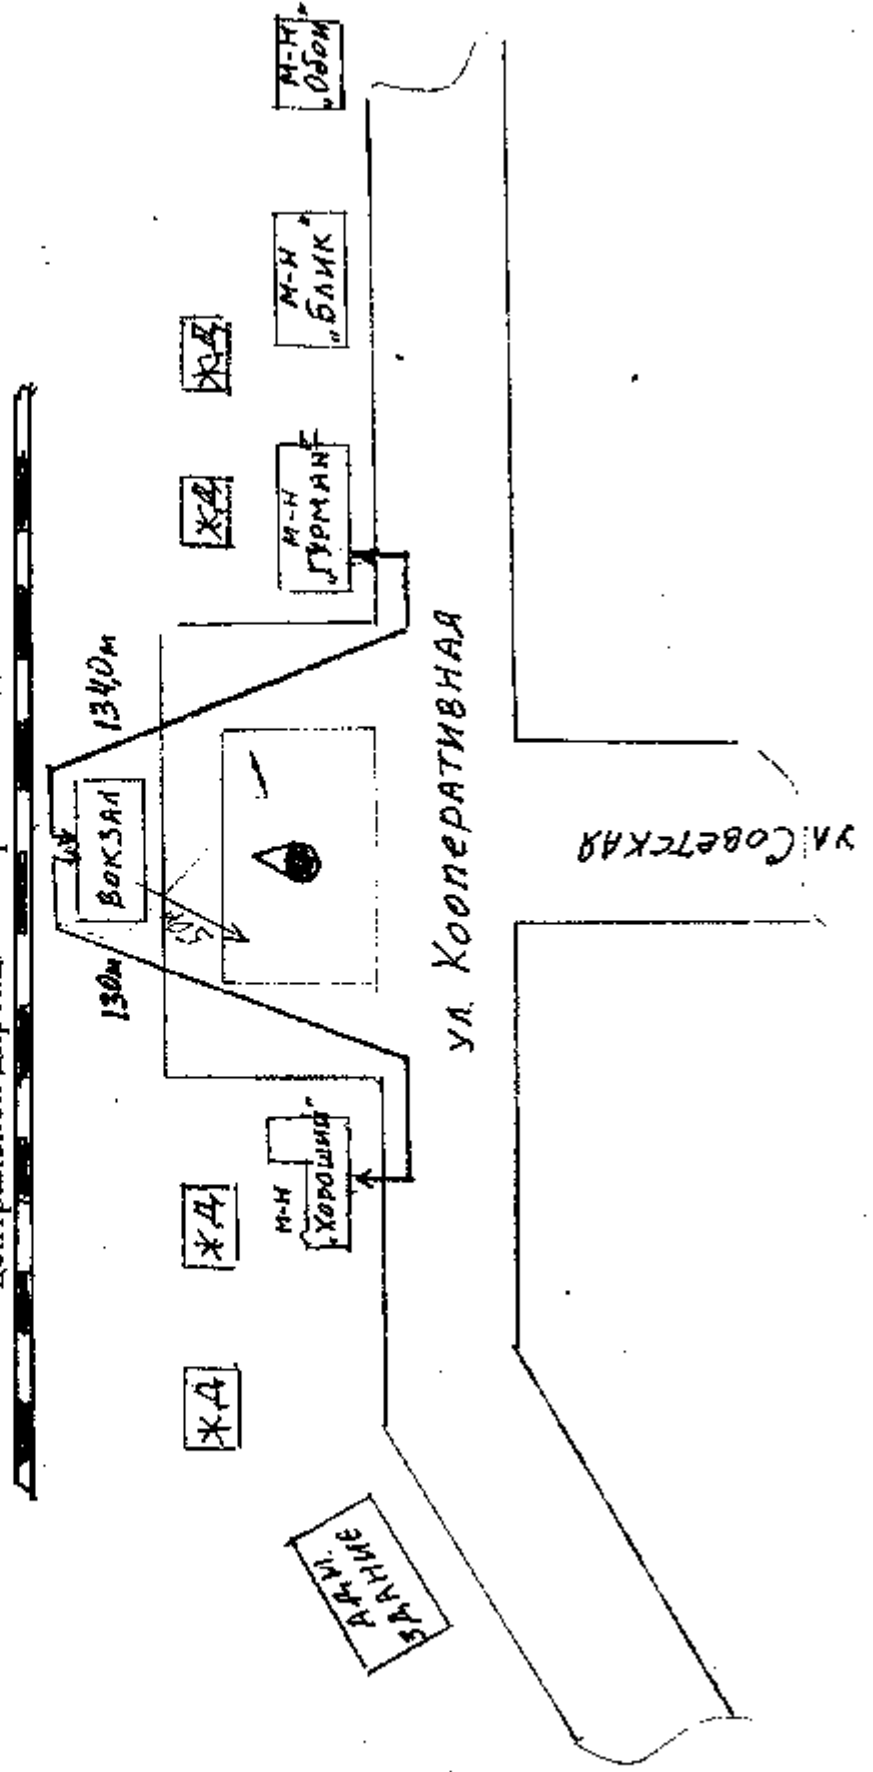 130м
134,0м
ВОКЗАЛ
ЖД
ЖД
ЖД
ЖД
М-Н
„Хороший"
М-Н
„ГУРМАН"
М-Н
„БЛИК"
М-Н
„Обои"
АДМ.
ЗДАНИЕ
УЛ. КООПЕРАТИВНАЯ
УЛ. СОВЕТСКАЯ